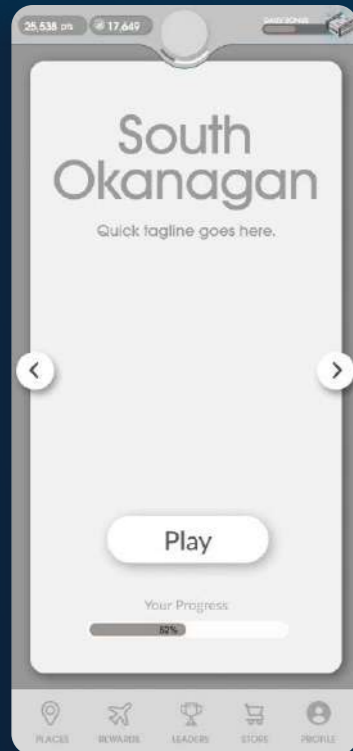 25,538 pts
17,649
DAILY BONUS
South
Okanagan
Quick tagline goes here.
Play
Your Progress
52%
PLACES
REWARDS
LEADERS
STORE
PROFILE